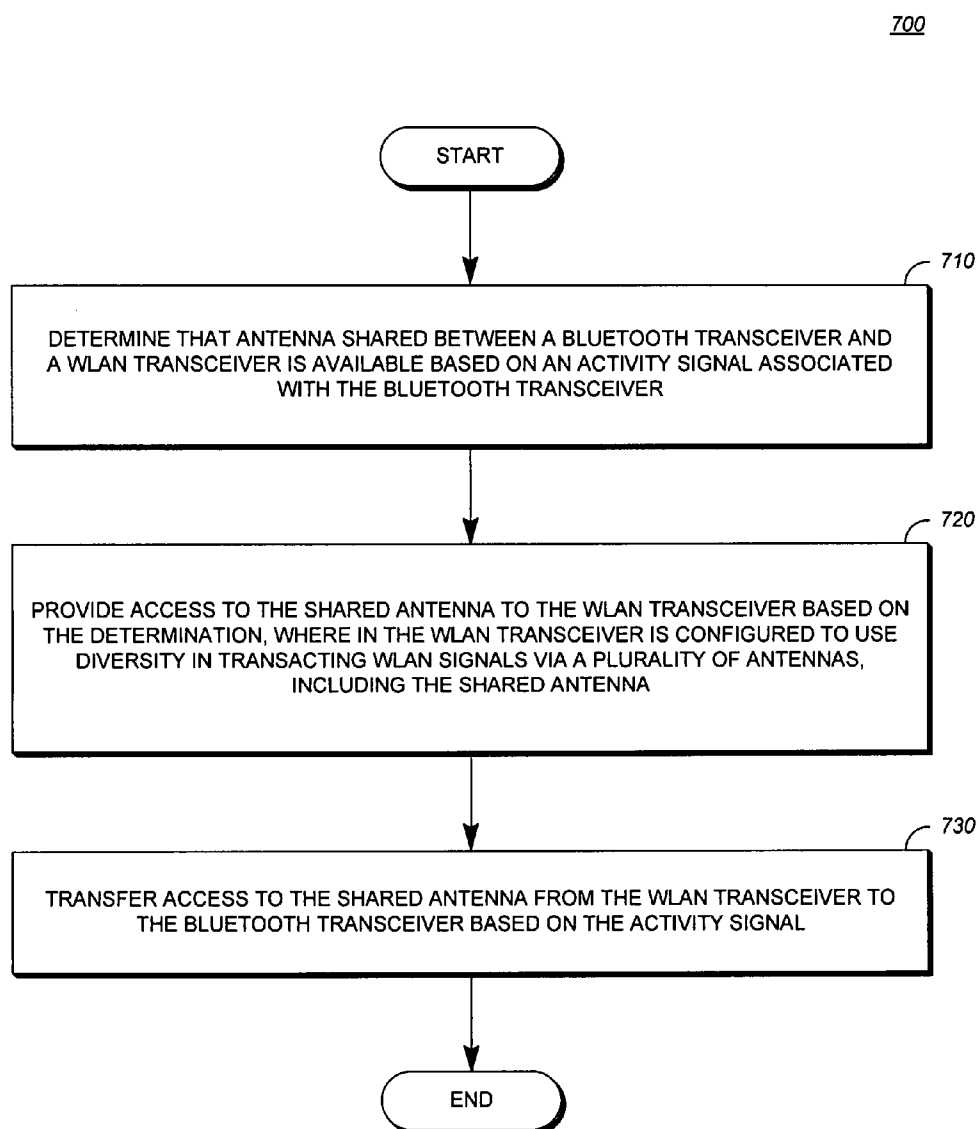 700
START
710
DETERMINE THAT ANTENNA SHARED BETWEEN A BLUETOOTH TRANSCEIVER AND
A WLAN TRANSCEIVER IS AVAILABLE BASED ON AN ACTIVITY SIGNAL ASSOCIATED
WITH THE BLUETOOTH TRANSCEIVER
720
PROVIDE ACCESS TO THE SHARED ANTENNA TO THE WLAN TRANSCEIVER BASED ON
THE DETERMINATION, WHERE IN THE WLAN TRANSCEIVER IS CONFIGURED TO USE
DIVERSITY IN TRANSACTING WLAN SIGNALS VIA A PLURALITY OF ANTENNAS,
INCLUDING THE SHARED ANTENNA
730
TRANSFER ACCESS TO THE SHARED ANTENNA FROM THE WLAN TRANSCEIVER TO
THE BLUETOOTH TRANSCEIVER BASED ON THE ACTIVITY SIGNAL
END